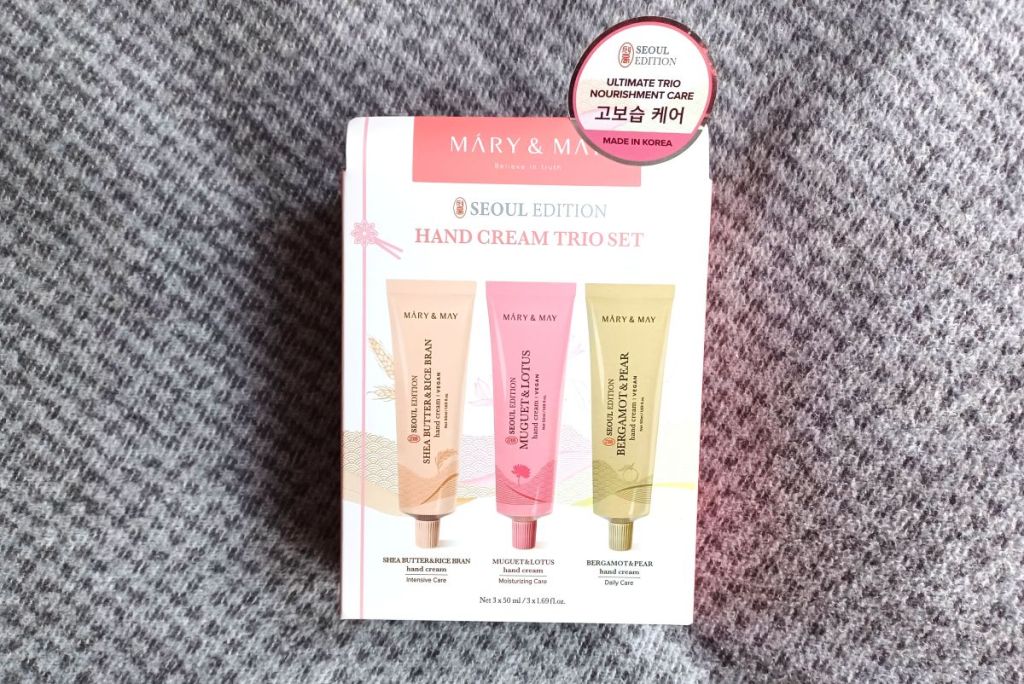 SEOUL
EDITION
ULTIMATE TRIO
NOURISHMENT CARE
고보습 케어
MADE IN KOREA
MÁRY & MAY
Believe in truth
SEOUL EDITION
HAND CREAM TRIO SET
MÁRY & MAY
SEOUL EDITION
SHEA BUTTER & RICE BRAN
hand cream : VEGAN
MÁRY & MAY
SEOUL EDITION
MUGUET & LOTUS
hand cream : VEGAN
MÁRY & MAY
SEOUL EDITION
BERGAMOT & PEAR
hand cream : VEGAN
SHEA BUTTER&RICE BRAN
hand cream
Intensive Care
MUGUET&LOTUS
hand cream
Moisturizing Care
BERGAMOT&PEAR
hand cream
Daily Care
Net 3 x 50 ml / 3 x 1.69 fl.oz.